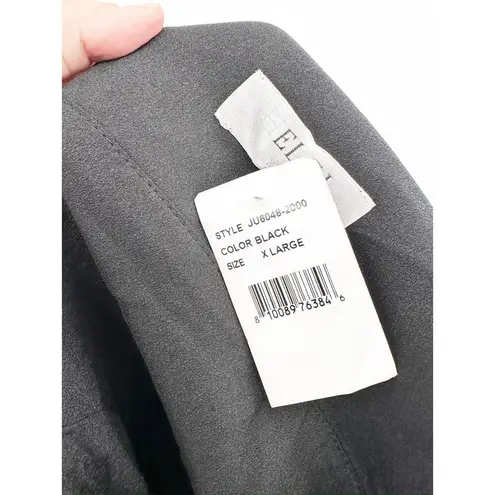 STYLE JU6048-2000
COLOR BLACK
SIZE X LARGE
8 10089 76384 6